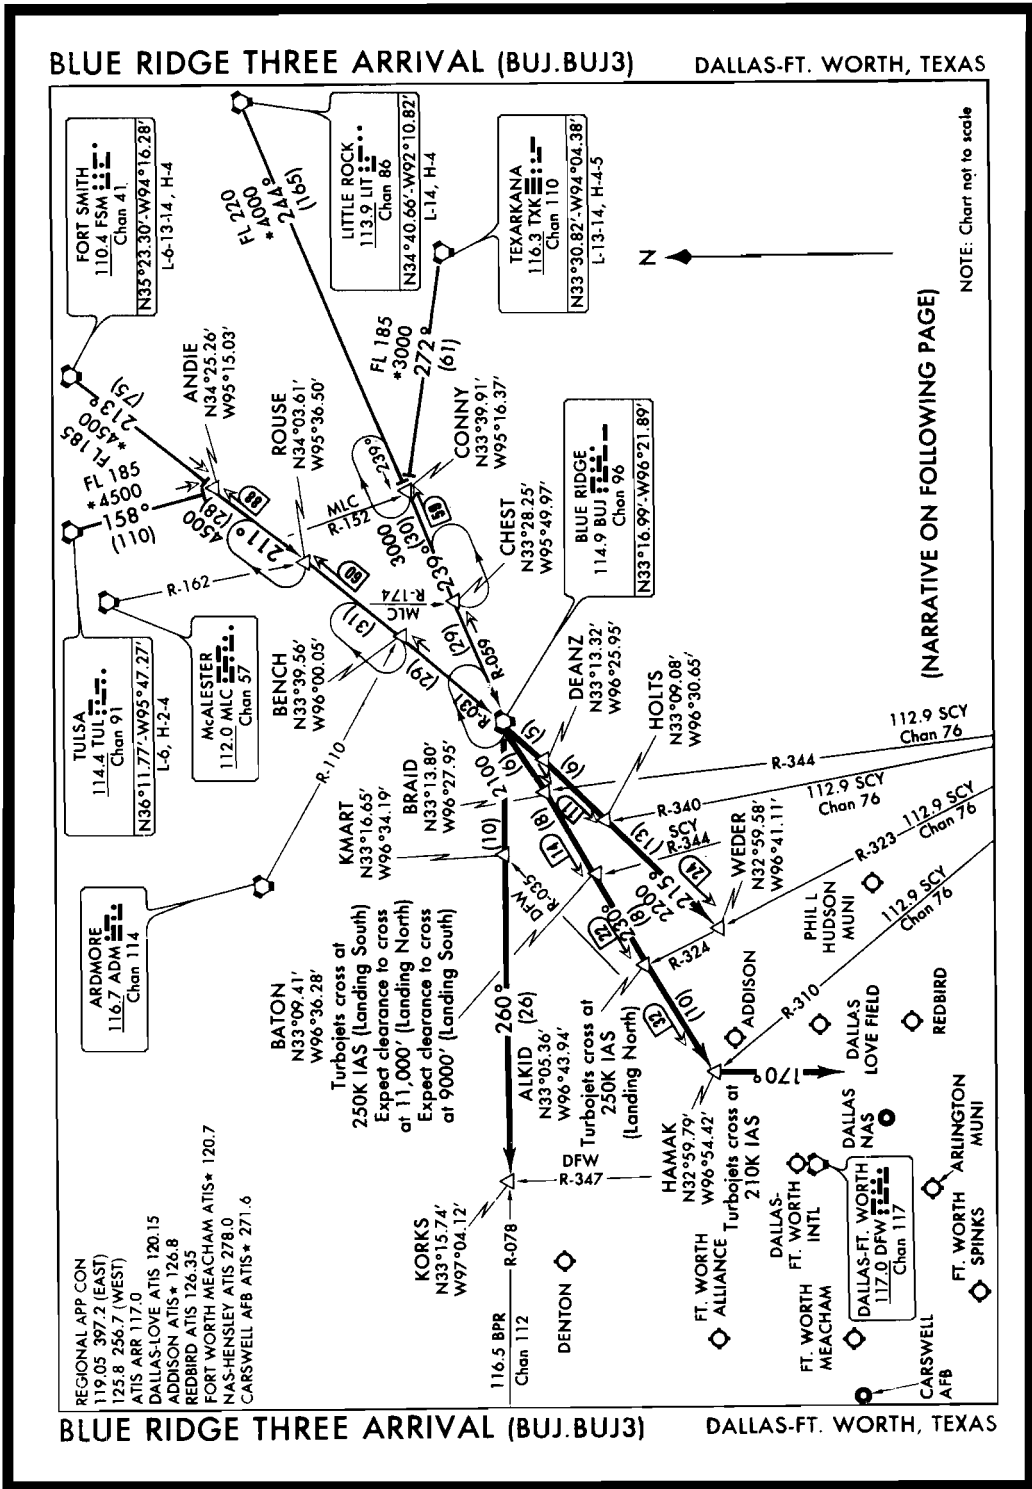 BLUE RIDGE THREE ARRIVAL (BUJ.BUJ3)
DALLAS-FT. WORTH, TEXAS
FORT SMITH
110.4 FSM
Chan 41
N35°23.30'-W94°16.28'
L-6-13-14, H-4
LITTLE ROCK
113.9 LIT
Chan 86
N34°40.66'-W92°10.82'
L-14, H-4
TEXARKANA
116.3 TXK
Chan 110
N33°30.82'-W94°04.38'
L-13-14, H-4-5
NOTE: Chart not to scale
N
FL 220
*4000
244°
(165)
FL 185
*3000
272°
(61)
(75)
213°
*4500
FL 185
FL 185
*4500
158°
(110)
ANDIE
N34°25.26'
W95°15.03'
ROUSE
N34°03.61'
W95°36.50'
CONNY
N33°39.91'
W95°16.37'
CHEST
N33°28.25'
W95°49.97'
4500
(28)
211°
88
60
(31)
(29)
R-031
239°
MLC
R-152
3000
(30)
239°
58
MLC
R-174
(29)
R-059
R-162
TULSA
114.4 TUL
Chan 91
N36°11.77'-W95°47.27'
L-6, H-2-4
McALESTER
112.0 MLC
Chan 57
BENCH
N33°39.56'
W96°00.05'
R-110
BLUE RIDGE
114.9 BUJ
Chan 96
N33°16.99'-W96°21.89'
(NARRATIVE ON FOLLOWING PAGE)
DEANZ
N33°13.32'
W96°25.95'
HOLTS
N33°09.08'
W96°30.65'
BRAID
N33°13.80'
W96°27.95'
KMART
N33°16.65'
W96°34.19'
2100
(6)
(5)
(6)
(10)
(8)
11
14
(13)
SCY
R-344
R-344
112.9 SCY
Chan 76
R-340
112.9 SCY
Chan 76
R-323
112.9 SCY
Chan 76
R-310
112.9 SCY
Chan 76
WEDER
N32°59.58'
W96°41.11'
24
215°
2200
230°
(8)
22
R-324
DFW
R-035
ARDMORE
116.7 ADM
Chan 114
BATON
N33°09.41'
W96°36.28'
Turbojets cross at
250K IAS (Landing South)
Expect clearance to cross
at 11,000' (Landing North)
Expect clearance to cross
at 9000' (Landing South)
260°
(26)
ALKID
N33°05.36'
W96°43.94'
Turbojets cross at
250K IAS
(Landing North)
32
(10)
170°
HAMAK
N32°59.79'
W96°54.42'
Turbojets cross at
210K IAS
DFW
R-347
KORKS
N33°15.74'
W97°04.12'
R-078
116.5 BPR
Chan 112
PHIL L
HUDSON
MUNI
ADDISON
DALLAS
LOVE FIELD
REDBIRD
DALLAS
NAS
ARLINGTON
MUNI
DALLAS-
FT. WORTH
INTL
DALLAS-FT. WORTH
117.0 DFW
Chan 117
FT. WORTH
SPINKS
FT. WORTH
ALLIANCE
FT. WORTH
MEACHAM
CARSWELL
AFB
DENTON
REGIONAL APP CON
119.05 397.2 (EAST)
125.8 256.7 (WEST)
ATIS ARR 117.0
DALLAS-LOVE ATIS 120.15
ADDISON ATIS★ 126.8
REDBIRD ATIS 126.35
FORT WORTH MEACHAM ATIS★ 120.7
NAS-HENSLEY ATIS 278.0
CARSWELL AFB ATIS★ 271.6
BLUE RIDGE THREE ARRIVAL (BUJ.BUJ3)
DALLAS-FT. WORTH, TEXAS